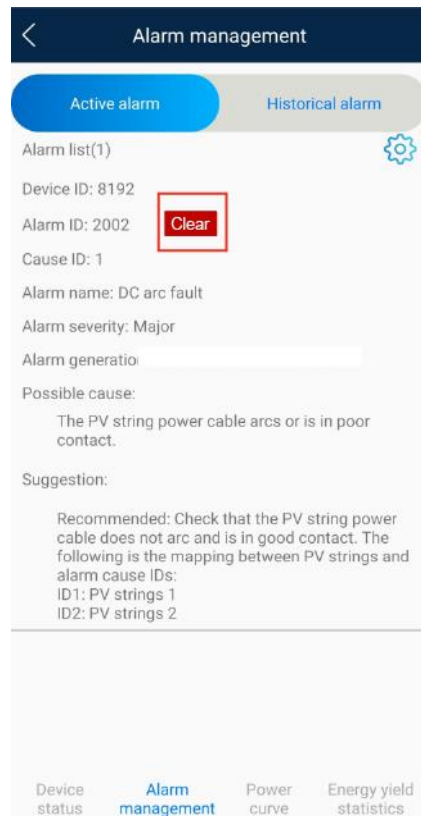 Alarm management
Active alarm Historical alarm
Alarm list(1)
Device ID: 8192
Alarm ID: 2002 Clear
Cause ID: 1
Alarm name: DC arc fault
Alarm severity: Major
Alarm generatio
Possible cause:
The PV string power cable arcs or is in poor
contact.
Suggestion:
Recommended: Check that the PV string power
cable does not arc and is in good contact. The
following is the mapping between PV strings and
alarm cause IDs:
ID1: PV strings 1
ID2: PV strings 2
Device status Alarm management Power curve Energy yield statistics